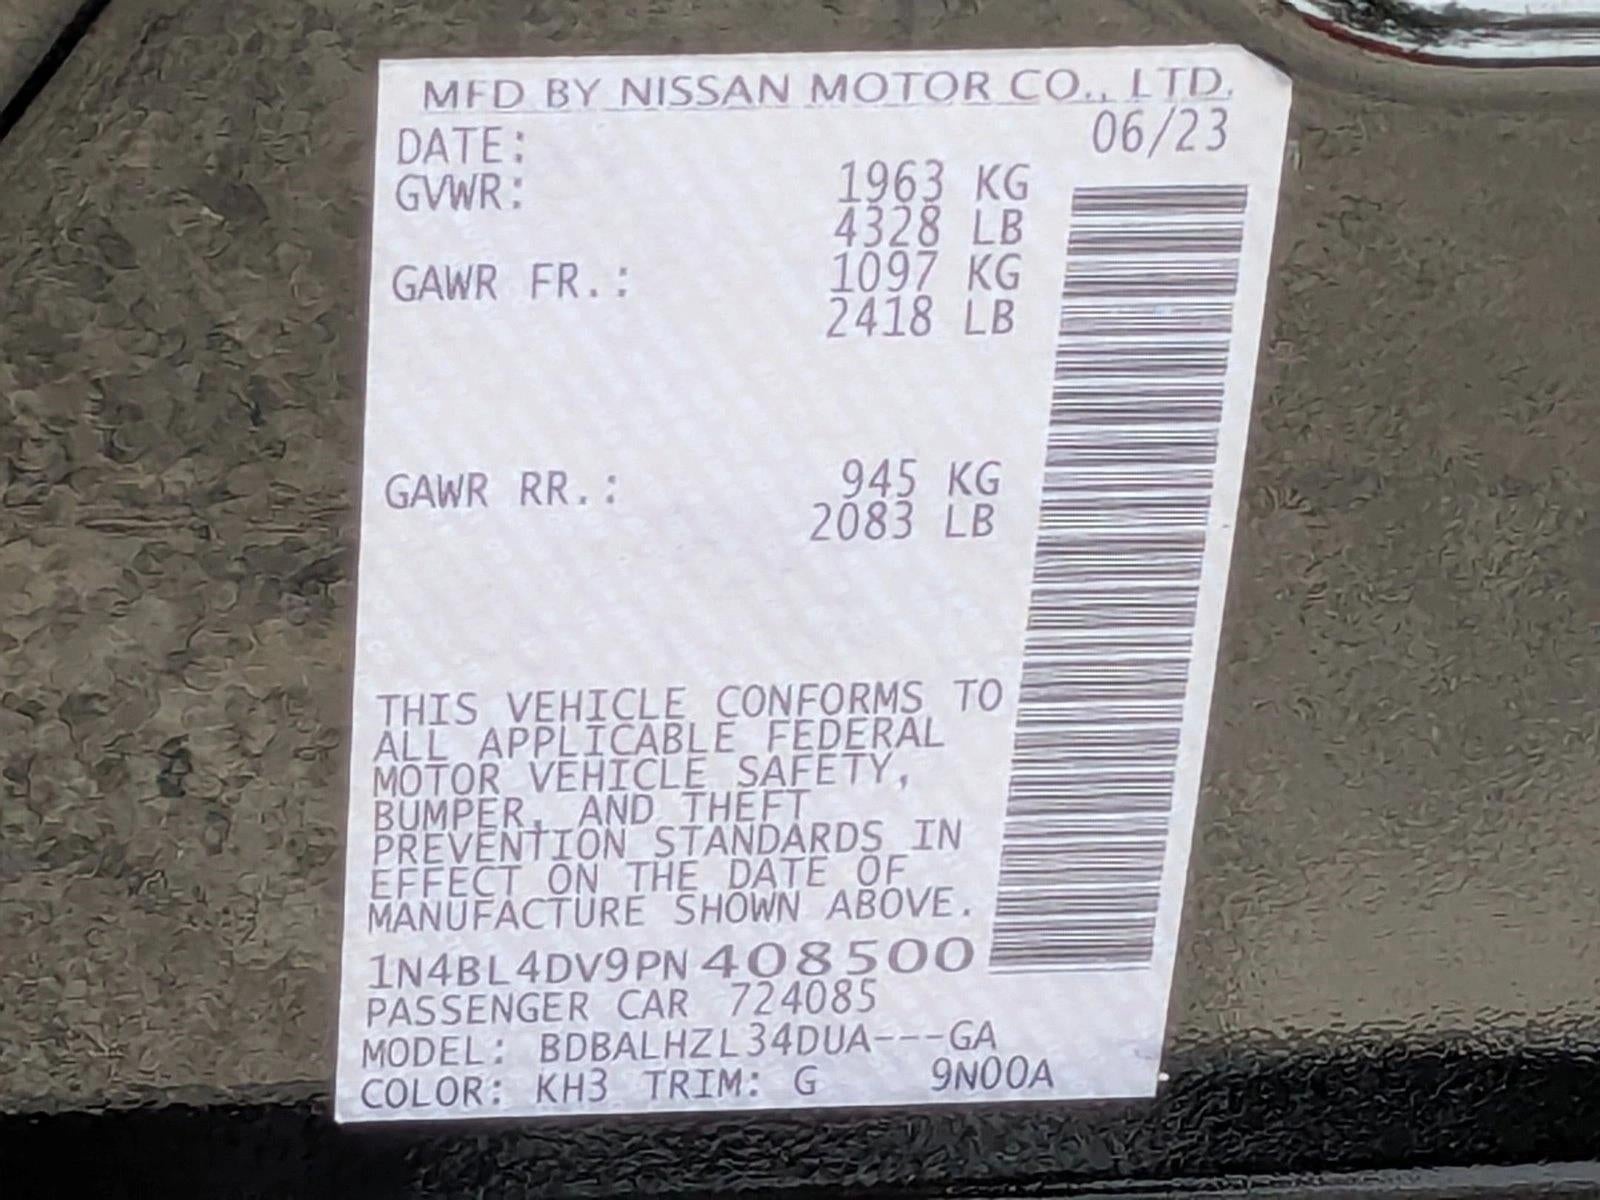 MFD BY NISSAN MOTOR CO., LTD.
DATE: 06/23
GVWR: 1963 KG
4328 LB
GAWR FR.: 1097 KG
2418 LB
GAWR RR.: 945 KG
2083 LB
THIS VEHICLE CONFORMS TO
ALL APPLICABLE FEDERAL
MOTOR VEHICLE SAFETY,
BUMPER, AND THEFT
PREVENTION STANDARDS IN
EFFECT ON THE DATE OF
MANUFACTURE SHOWN ABOVE.
1N4BL4DV9PN408500
PASSENGER CAR 724085
MODEL: BDBALHZL34DUA---GA
COLOR: KH3 TRIM: G 9N00A